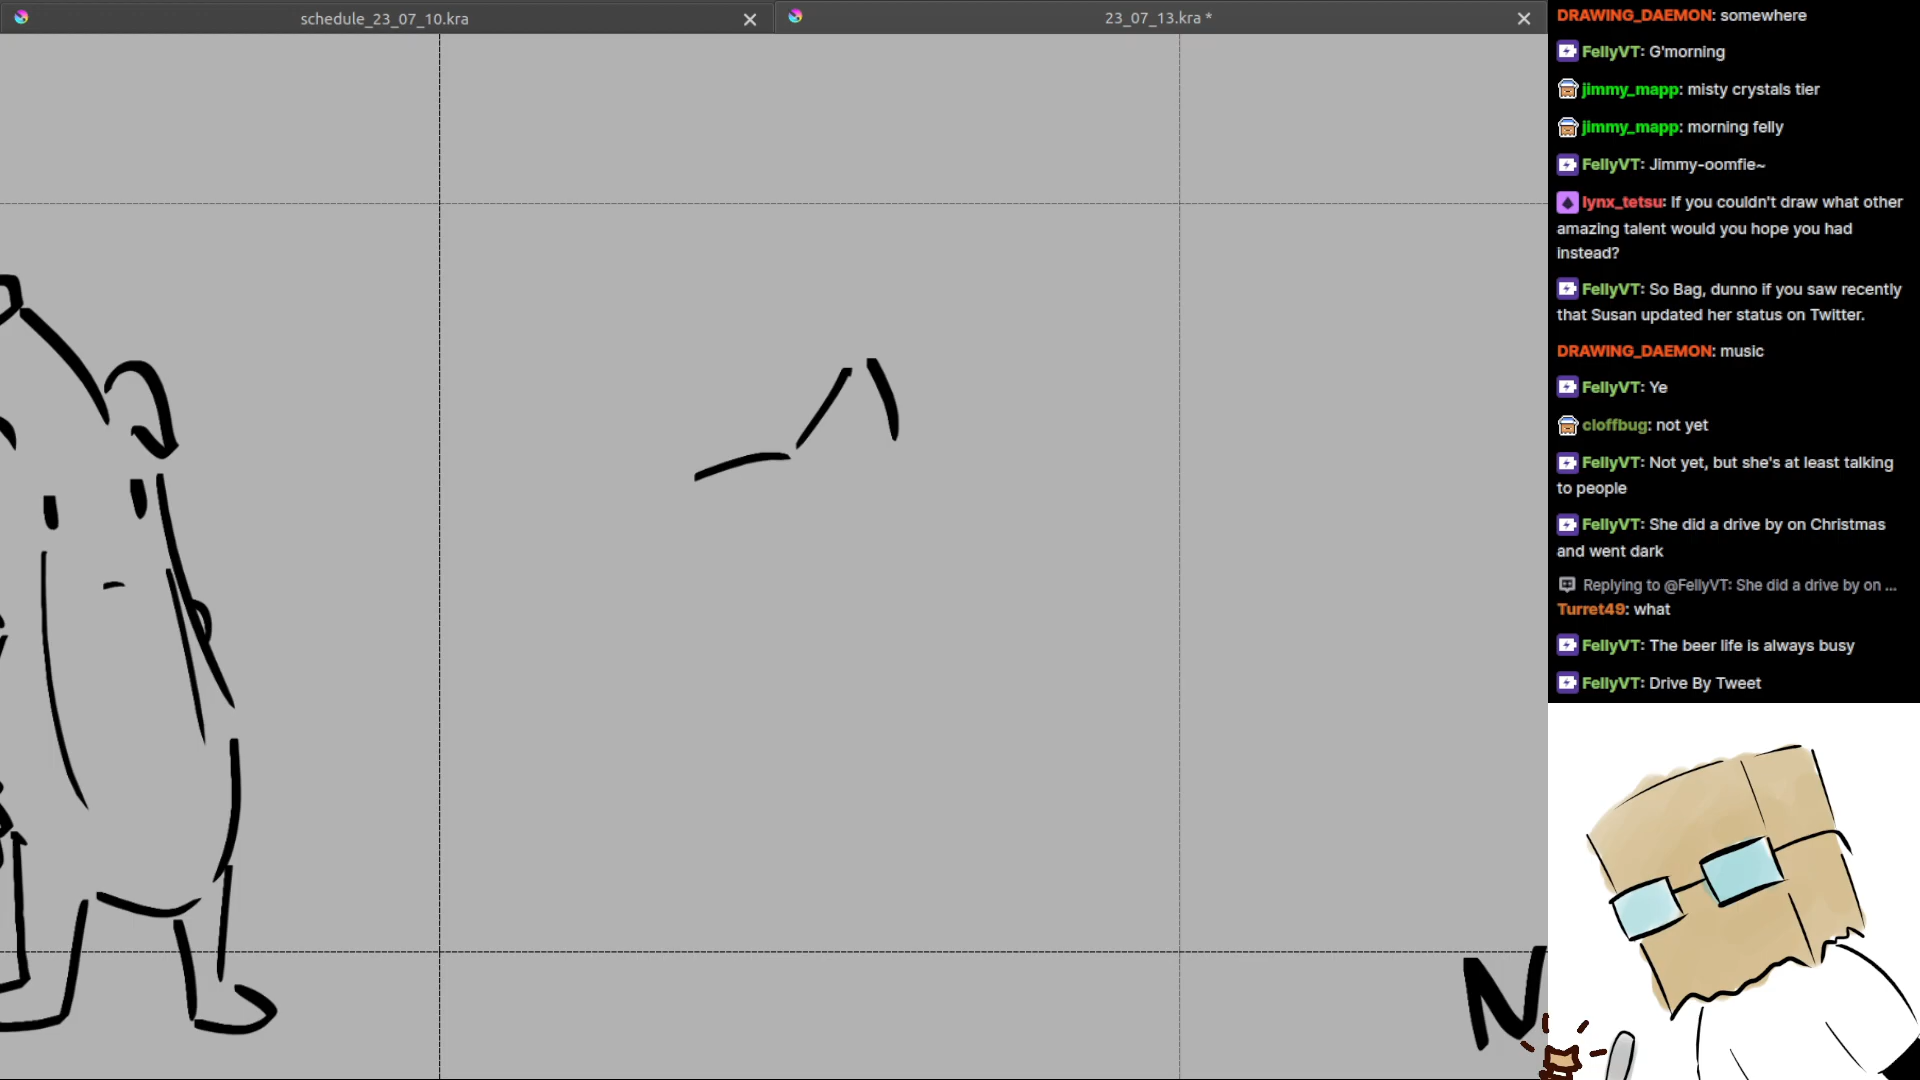 schedule_23_07_10.kra
23_07_13.kra *
DRAWING_DAEMON: somewhere
FellyVT: G'morning
jimmy_mapp: misty crystals tier
jimmy_mapp: morning felly
FellyVT: Jimmy-oomfie~
lynx_tetsu: If you couldn't draw what other
amazing talent would you hope you had
instead?
FellyVT: So Bag, dunno if you saw recently
that Susan updated her status on Twitter.
DRAWING_DAEMON: music
FellyVT: Ye
cloffbug: not yet
FellyVT: Not yet, but she's at least talking
to people
FellyVT: She did a drive by on Christmas
and went dark
Replying to @FellyVT: She did a drive by on ...
Turret49: what
FellyVT: The beer life is always busy
FellyVT: Drive By Tweet
N